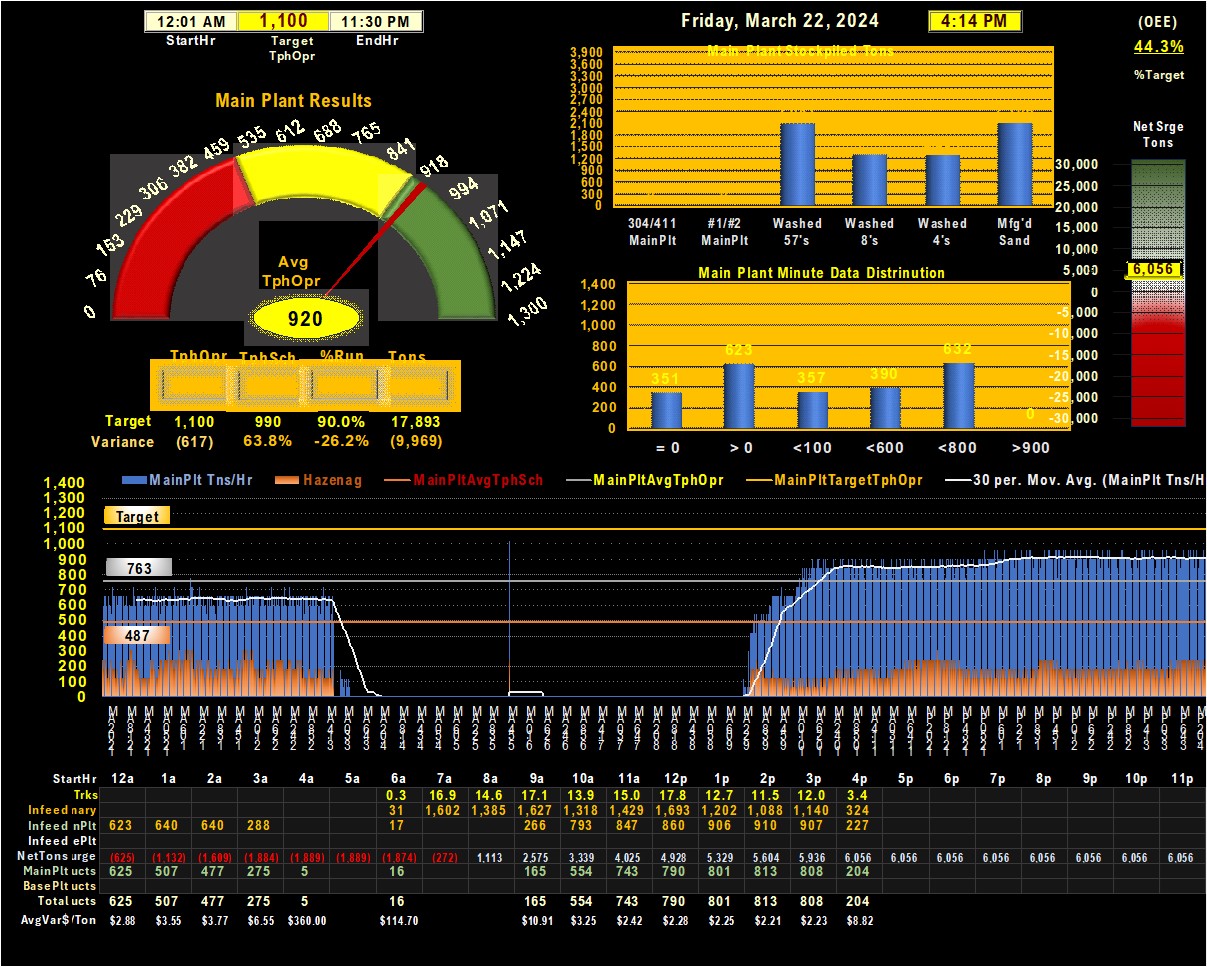 12:01 AM 1,100 11:30 PM
StartHr Target EndHr
TphOpr
Friday, March 22, 2024 4:14 PM
(OEE)
44.3%
%Target
Main Plant Results
0 76 153 229 306 382 459 535 612 688 765 841 918 994 1,071 1,147 1,224 1,300
Avg
TphOpr
920
TphOpr TphSch %Run Tons
Target 1,100 990 90.0% 17,893
Variance (617) 63.8% -26.2% (9,969)
Main Plant Stockpiled Tons
3,900
3,600
3,300
3,000
2,700
2,400
2,100
1,800
1,500
1,200
900
600
300
0
304/411 #1/#2 Washed Washed Washed Mfg'd
MainPlt MainPlt 57's 8's 4's Sand
Main Plant Minute Data Distrinution
1,400
1,200
1,000
800
600
400
200
0
351 623 357 390 632 0
= 0 > 0 <100 <600 <800 >900
Net Srge
Tons
30,000
25,000
20,000
15,000
10,000
5,000
0
-5,000
-10,000
-15,000
-20,000
-25,000
-30,000
6,056
MainPlt Tns/Hr Hazenag MainPltAvgTphSch MainPltAvgTphOpr MainPltTargetTphOpr 30 per. Mov. Avg. (MainPlt Tns/H
1,400
1,300
1,200
1,100
1,000
900
800
700
600
500
400
300
200
100
0
Target
763
487
StartHr 12a 1a 2a 3a 4a 5a 6a 7a 8a 9a 10a 11a 12p 1p 2p 3p 4p 5p 6p 7p 8p 9p 10p 11p
Trks 0.3 16.9 14.6 17.1 13.9 15.0 17.8 12.7 11.5 12.0 3.4
Infeed nary 31 1,602 1,385 1,627 1,318 1,429 1,693 1,202 1,088 1,140 324
Infeed nPlt 623 640 640 288 17 266 793 847 860 906 910 907 227
Infeed ePlt
NetTons urge (625) (1,132) (1,609) (1,884) (1,889) (1,889) (1,874) (272) 1,113 2,575 3,339 4,025 4,928 5,329 5,604 5,936 6,056 6,056 6,056 6,056 6,056 6,056 6,056 6,056
MainPlt ucts 625 507 477 275 5 16 165 554 743 790 801 813 808 204
BasePlt ucts
Total ucts 625 507 477 275 5 16 165 554 743 790 801 813 808 204
AvgVar$ /Ton $2.88 $3.55 $3.77 $6.55 $360.00 $114.70 $10.91 $3.25 $2.42 $2.28 $2.25 $2.21 $2.23 $8.82